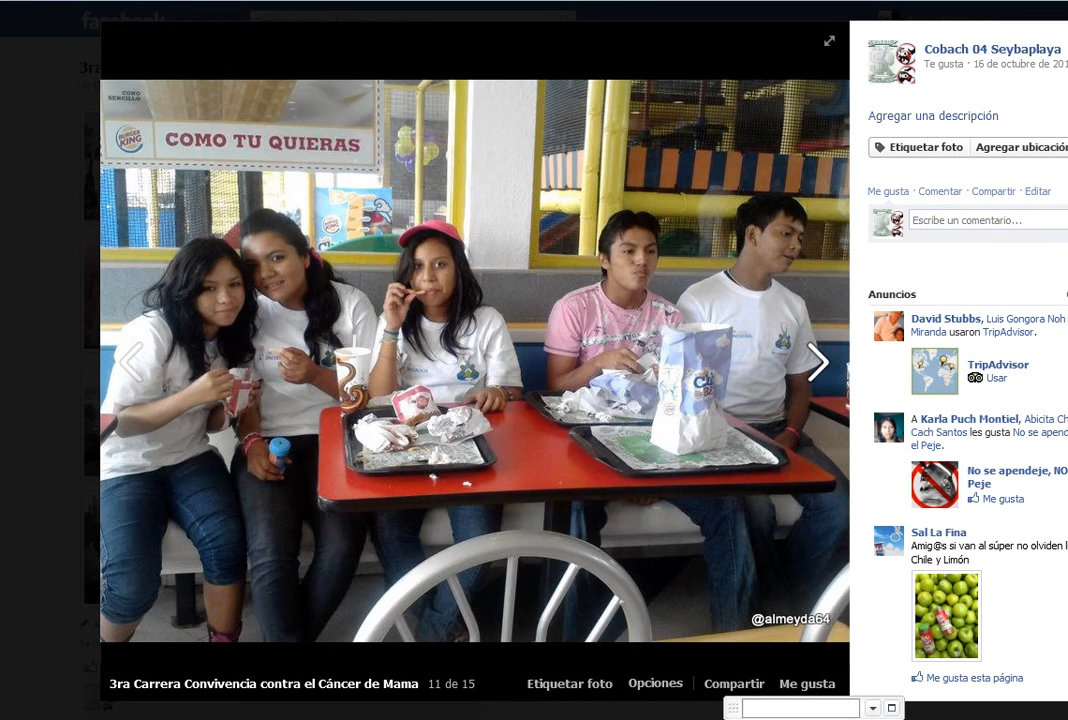 facebook
3ra
CONO
SENCILLO
BURGER
KING
COMO TU QUIERAS
@almeyda64
3ra Carrera Convivencia contra el Cáncer de Mama 11 de 15
Etiquetar foto Opciones Compartir Me gusta
Cobach 04 Seybaplaya
Te gusta · 16 de octubre de 201
Agregar una descripción
Etiquetar foto Agregar ubicación
Me gusta · Comentar · Compartir · Editar
Escribe un comentario...
Anuncios
David Stubbs, Luis Gongora Noh
Miranda usaron TripAdvisor.
TripAdvisor
Usar
A Karla Puch Montiel, Abicita Ch
Cach Santos les gusta No se apend
el Peje.
No se apendeje, NO
Peje
Me gusta
Sal La Fina
Amig@s si van al súper no olviden l
Chile y Limón
Me gusta esta página